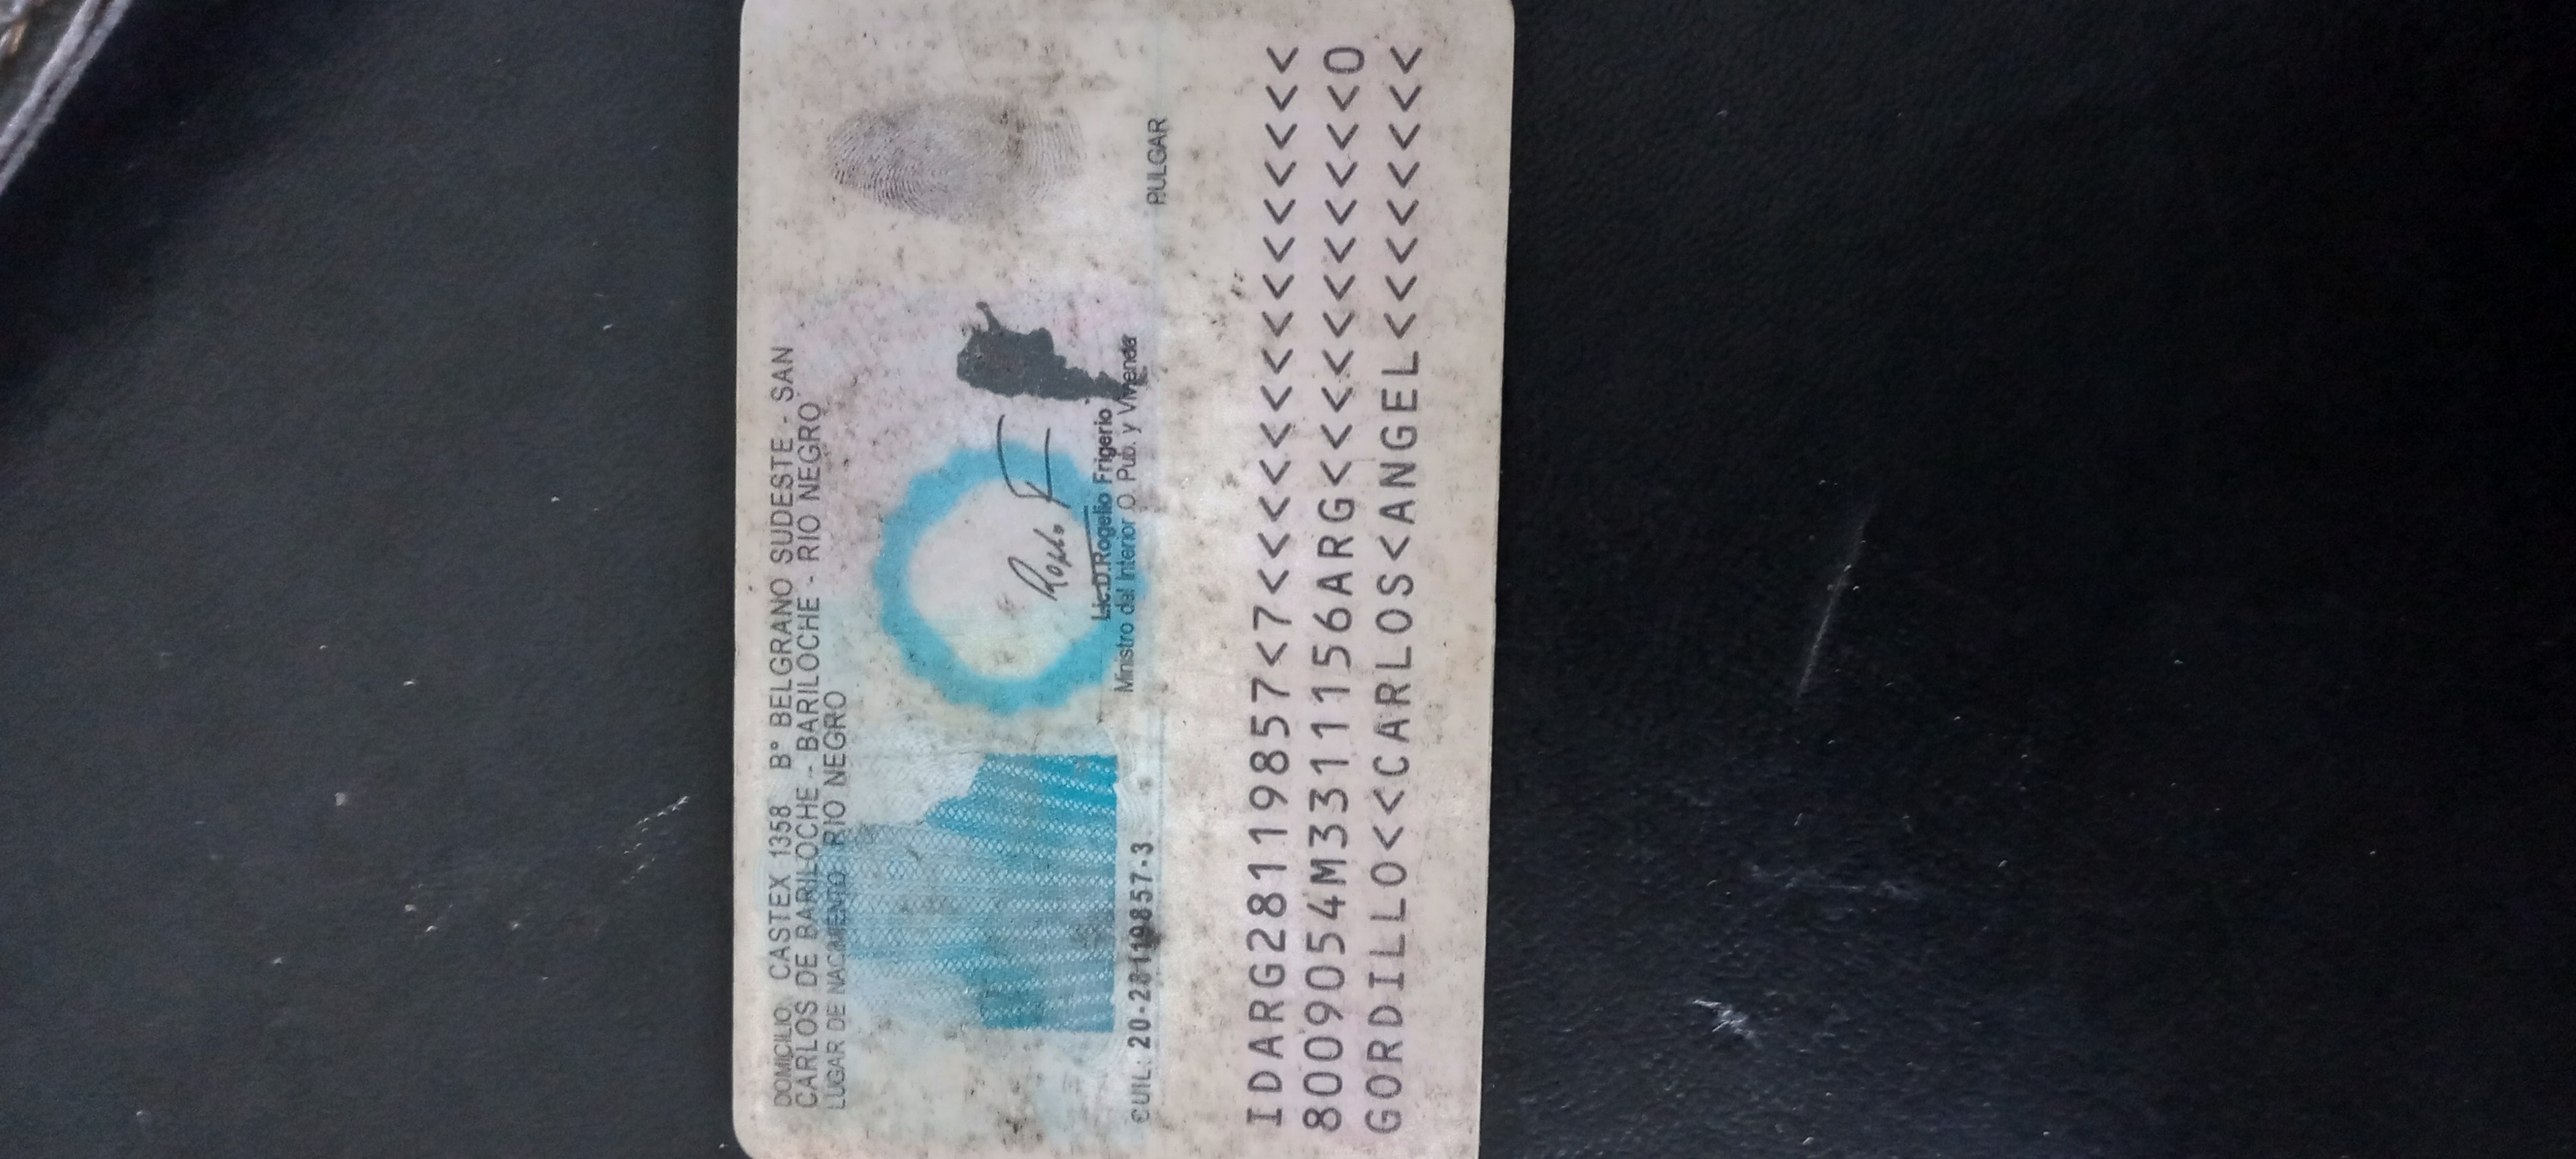 DOMICILIO: CASTEX 1358 B° BELGRANO SUDESTE - SAN
CARLOS DE BARILOCHE - BARILOCHE - RIO NEGRO
LUGAR DE NACIMIENTO: RIO NEGRO
Lic.D.Rogelio Frigerio
Ministro del Interior O. Pub. y Vivienda
PULGAR
CUIL: 20-28119857-3
IDARG28119857<7<<<<<<<<<<<<<<<
8009054M3311156ARG<<<<<<<<<<<0
GORDILLO<<CARLOS<ANGEL<<<<<<<<